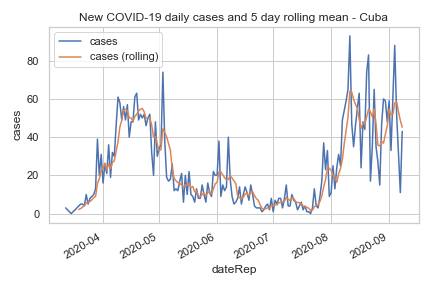 New COVID-19 daily cases and 5 day rolling mean - Cuba
cases
cases (rolling)
cases
80
60
40
20
0
2020-04
2020-05
2020-06
2020-07
2020-08
2020-09
dateRep